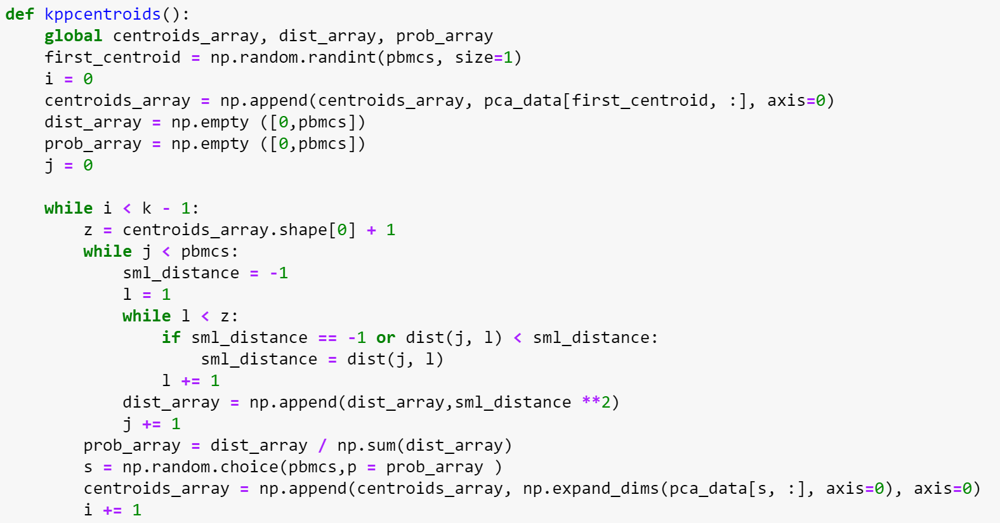 def kppcentroids():
    global centroids_array, dist_array, prob_array
    first_centroid = np.random.randint(pbmcs, size=1)
    i = 0
    centroids_array = np.append(centroids_array, pca_data[first_centroid, :], axis=0)
    dist_array = np.empty ([0,pbmcs])
    prob_array = np.empty ([0,pbmcs])
    j = 0

    while i < k - 1:
        z = centroids_array.shape[0] + 1
        while j < pbmcs:
            sml_distance = -1
            l = 1
            while l < z:
                if sml_distance == -1 or dist(j, l) < sml_distance:
                    sml_distance = dist(j, l)
                l += 1
            dist_array = np.append(dist_array,sml_distance **2)
            j += 1
        prob_array = dist_array / np.sum(dist_array)
        s = np.random.choice(pbmcs,p = prob_array )
        centroids_array = np.append(centroids_array, np.expand_dims(pca_data[s, :], axis=0), axis=0)
        i += 1